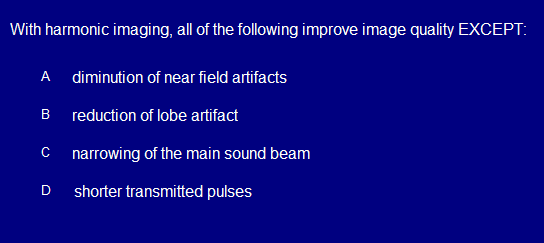 With harmonic imaging, all of the following improve image quality EXCEPT:
A diminution of near field artifacts
B reduction of lobe artifact
C narrowing of the main sound beam
D shorter transmitted pulses